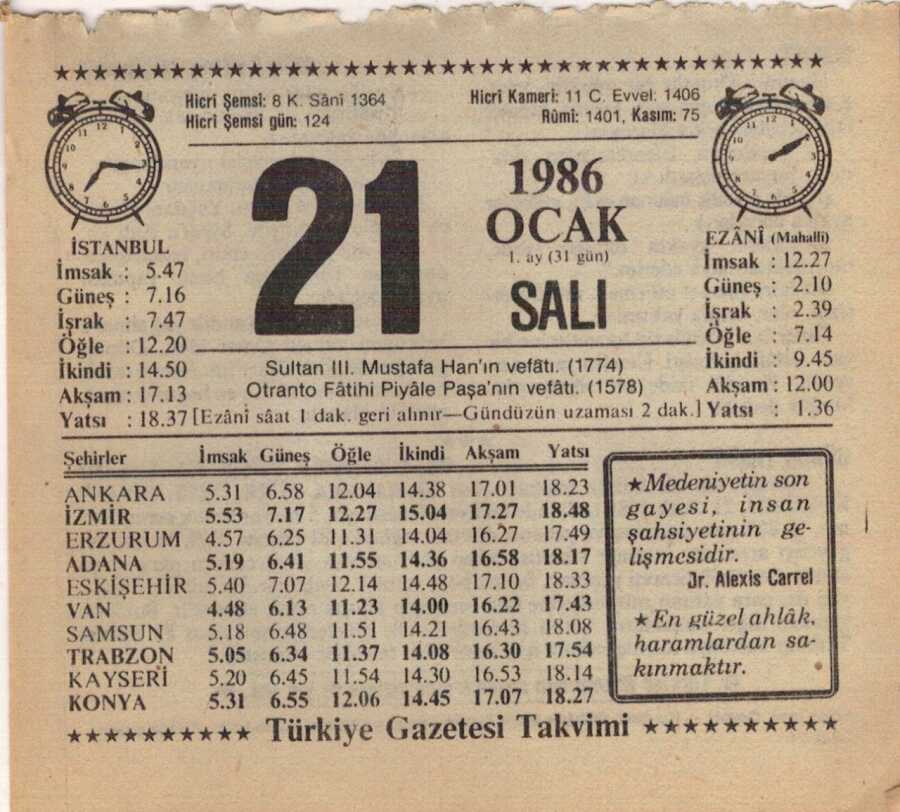 Hicrî Şemsî: 8 K. Sâni 1364
Hicrî Şemsî gün: 124
Hicrî Kamerî: 11 C. Evvel: 1406
Rûmî: 1401, Kasım: 75
21
1986
OCAK
1. ay (31 gün)
SALI
İSTANBUL
İmsak : 5.47
Güneş : 7.16
İşrak : 7.47
Öğle : 12.20
İkindi : 14.50
Akşam : 17.13
Yatsı : 18.37
EZÂNÎ (Mahallî)
İmsak : 12.27
Güneş : 2.10
İşrak : 2.39
Öğle : 7.14
İkindi : 9.45
Akşam : 12.00
Yatsı : 1.36
Sultan III. Mustafa Han'ın vefâtı. (1774)
Otranto Fâtihi Piyâle Paşa'nın vefâtı. (1578)
[Ezânî sâat 1 dak. geri alınır—Gündüzün uzaması 2 dak.]
Şehirler İmsak Güneş Öğle İkindi Akşam Yatsı
ANKARA 5.31 6.58 12.04 14.38 17.01 18.23
İZMİR 5.53 7.17 12.27 15.04 17.27 18.48
ERZURUM 4.57 6.25 11.31 14.04 16.27 17.49
ADANA 5.19 6.41 11.55 14.36 16.58 18.17
ESKİŞEHİR 5.40 7.07 12.14 14.48 17.10 18.33
VAN 4.48 6.13 11.23 14.00 16.22 17.43
SAMSUN 5.18 6.48 11.51 14.21 16.43 18.08
TRABZON 5.05 6.34 11.37 14.08 16.30 17.54
KAYSERİ 5.20 6.45 11.54 14.30 16.53 18.14
KONYA 5.31 6.55 12.06 14.45 17.07 18.27
★Medeniyetin son
gayesi, insan
şahsiyetinin ge-
lişmesidir.
Dr. Alexis Carrel
★En güzel ahlâk,
haramlardan sa-
kınmaktır.
★★★★★★★★★★ Türkiye Gazetesi Takvimi ★★★★★★★★★★